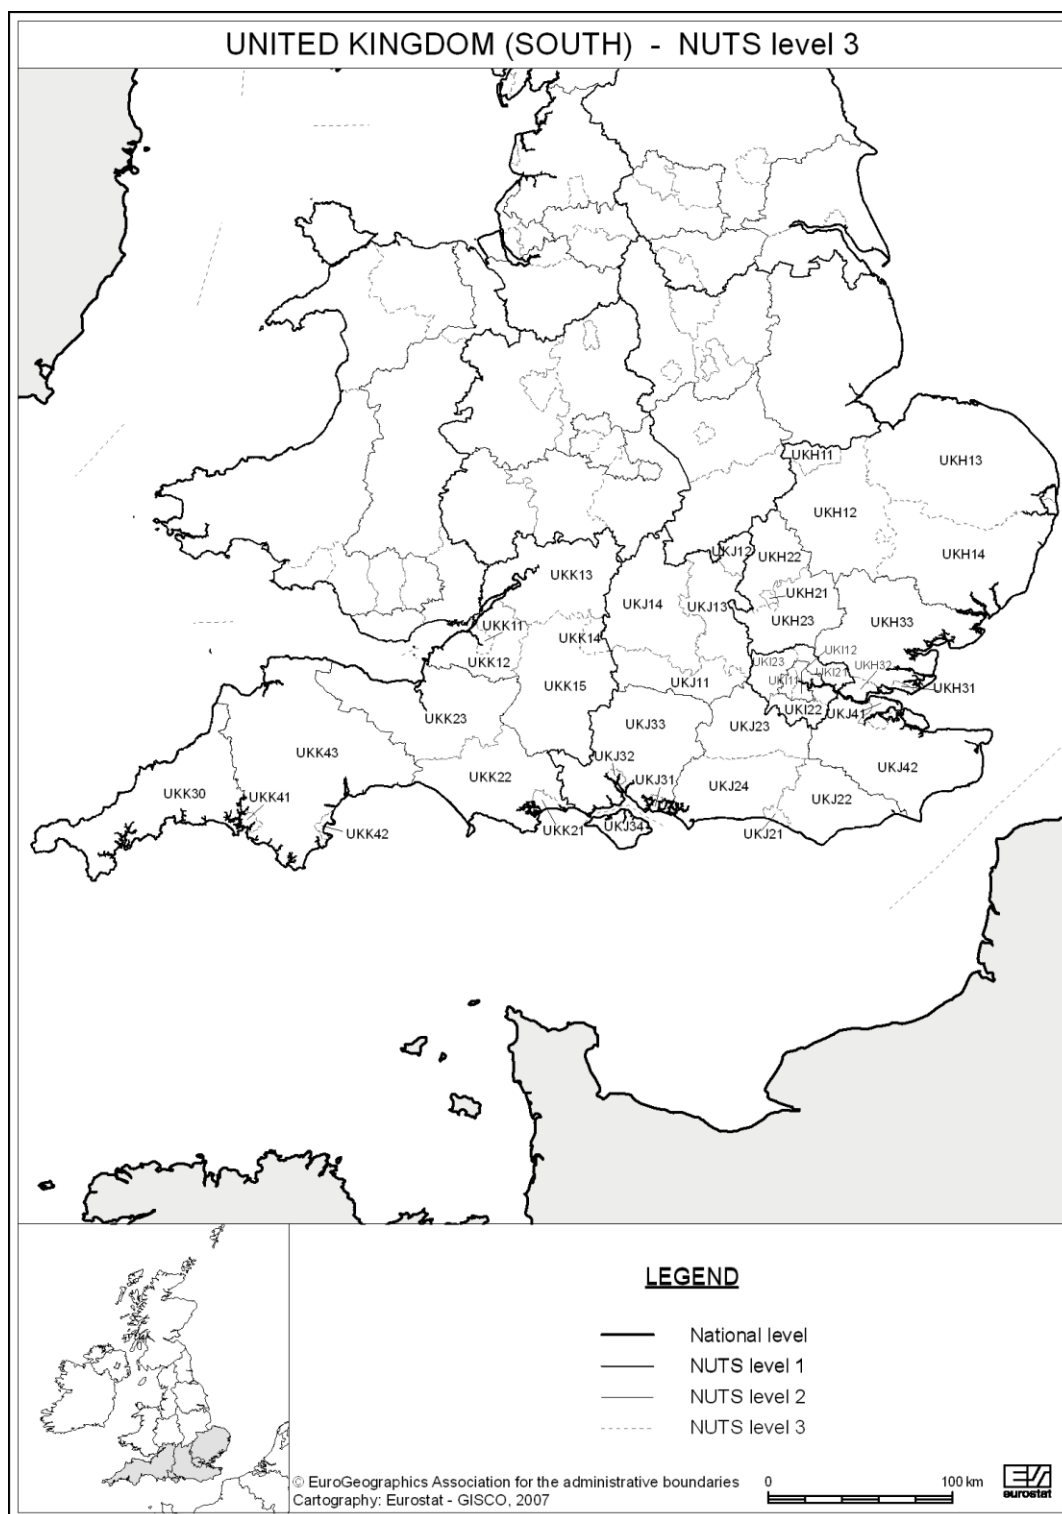 UNITED KINGDOM (SOUTH) - NUTS level 3
UKH11
UKH13
UKH12
UKH14
UKJ12
UKH22
UKK13
UKH21
UKJ14
UKJ13
UKH23
UKH33
UKK11
UKK14
UKI12
UKK12
UKI23
UKI21
UKH32
UKI11
UKK15
UKJ11
UKH31
UKI22
UKJ41
UKK23
UKJ33
UKJ23
UKK43
UKJ32
UKJ42
UKK22
UKJ31
UKJ24
UKK30
UKK41
UKJ22
UKK42
UKK21
UKJ34
UKJ21
LEGEND
National level
NUTS level 1
NUTS level 2
NUTS level 3
© EuroGeographics Association for the administrative boundaries
Cartography: Eurostat - GISCO, 2007
0 100 km
eurostat